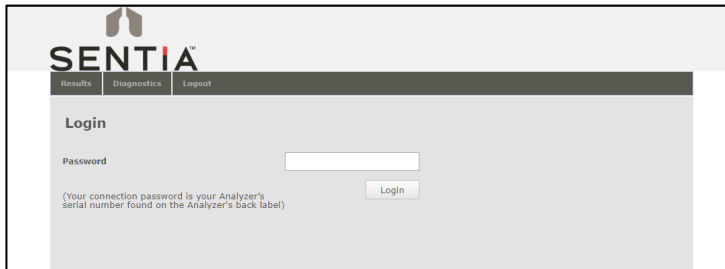 SENTIA™
Results Diagnostics Logout
Login
Password
(Your connection password is your Analyzer's
serial number found on the Analyzer's back label)
Login